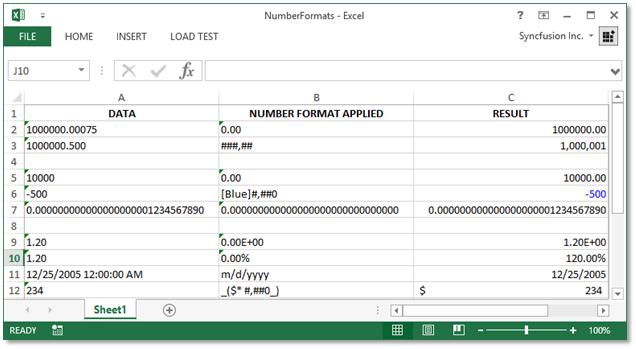 NumberFormats - Excel
FILE HOME INSERT LOAD TEST Syncfusion Inc.
J10 fx
A B C
1 DATA NUMBER FORMAT APPLIED RESULT
2 1000000.00075 0.00 1000000.00
3 1000000.500 ###,## 1,000,001
4
5 10000 0.00 10000.00
6 -500 [Blue]#,##0 -500
7 0.00000000000000000001234567890 0.00000000000000000000000000000 0.00000000000000000001234567890
8
9 1.20 0.00E+00 1.20E+00
10 1.20 0.00% 120.00%
11 12/25/2005 12:00:00 AM m/d/yyyy 12/25/2005
12 234 _($* #,##0_) $ 234
Sheet1
READY 100%